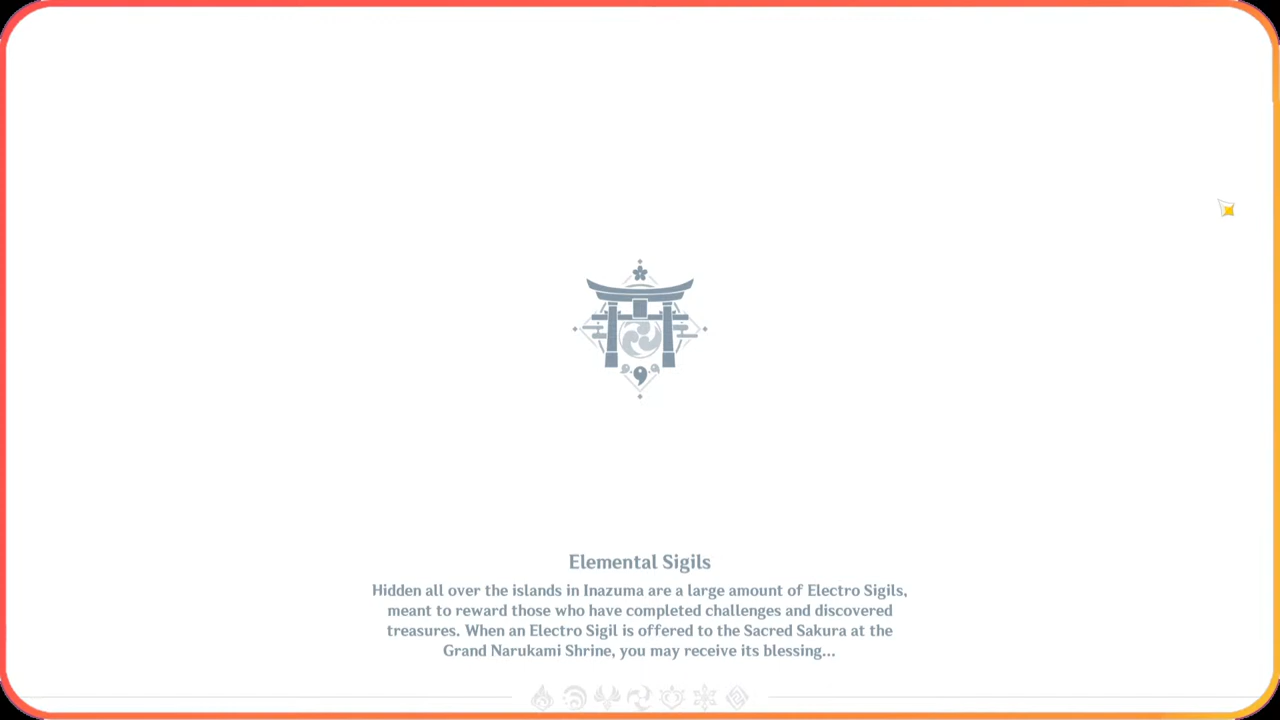 Elemental Sigils
Hidden all over the islands in Inazuma are a large amount of Electro Sigils,
meant to reward those who have completed challenges and discovered
treasures. When an Electro Sigil is offered to the Sacred Sakura at the
Grand Narukami Shrine, you may receive its blessing...